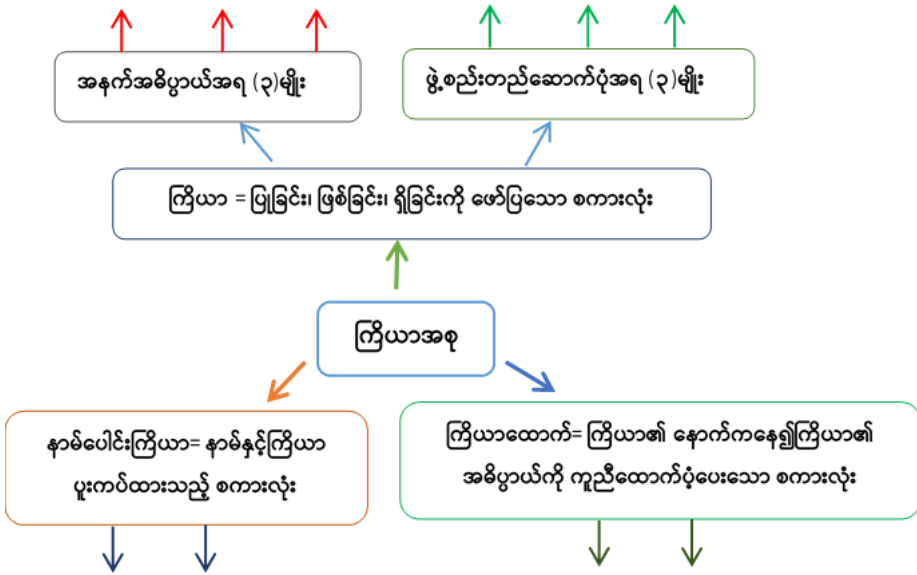 အနက်အဓိပ္ပာယ်အရ (၃)မျိုး
ဖွဲ့စည်းတည်ဆောက်ပုံအရ (၃)မျိုး
ကြိယာ = ပြုခြင်း၊ ဖြစ်ခြင်း၊ ရှိခြင်းကို ဖော်ပြသော စကားလုံး
ကြိယာအစု
နာမ်ပေါင်းကြိယာ= နာမ်နှင့်ကြိယာ
ပူးကပ်ထားသည့် စကားလုံး
ကြိယာထောက်= ကြိယာ၏ နောက်ကနေ၍ကြိယာ၏
အဓိပ္ပာယ်ကို ကူညီထောက်ပံ့ပေးသော စကားလုံး